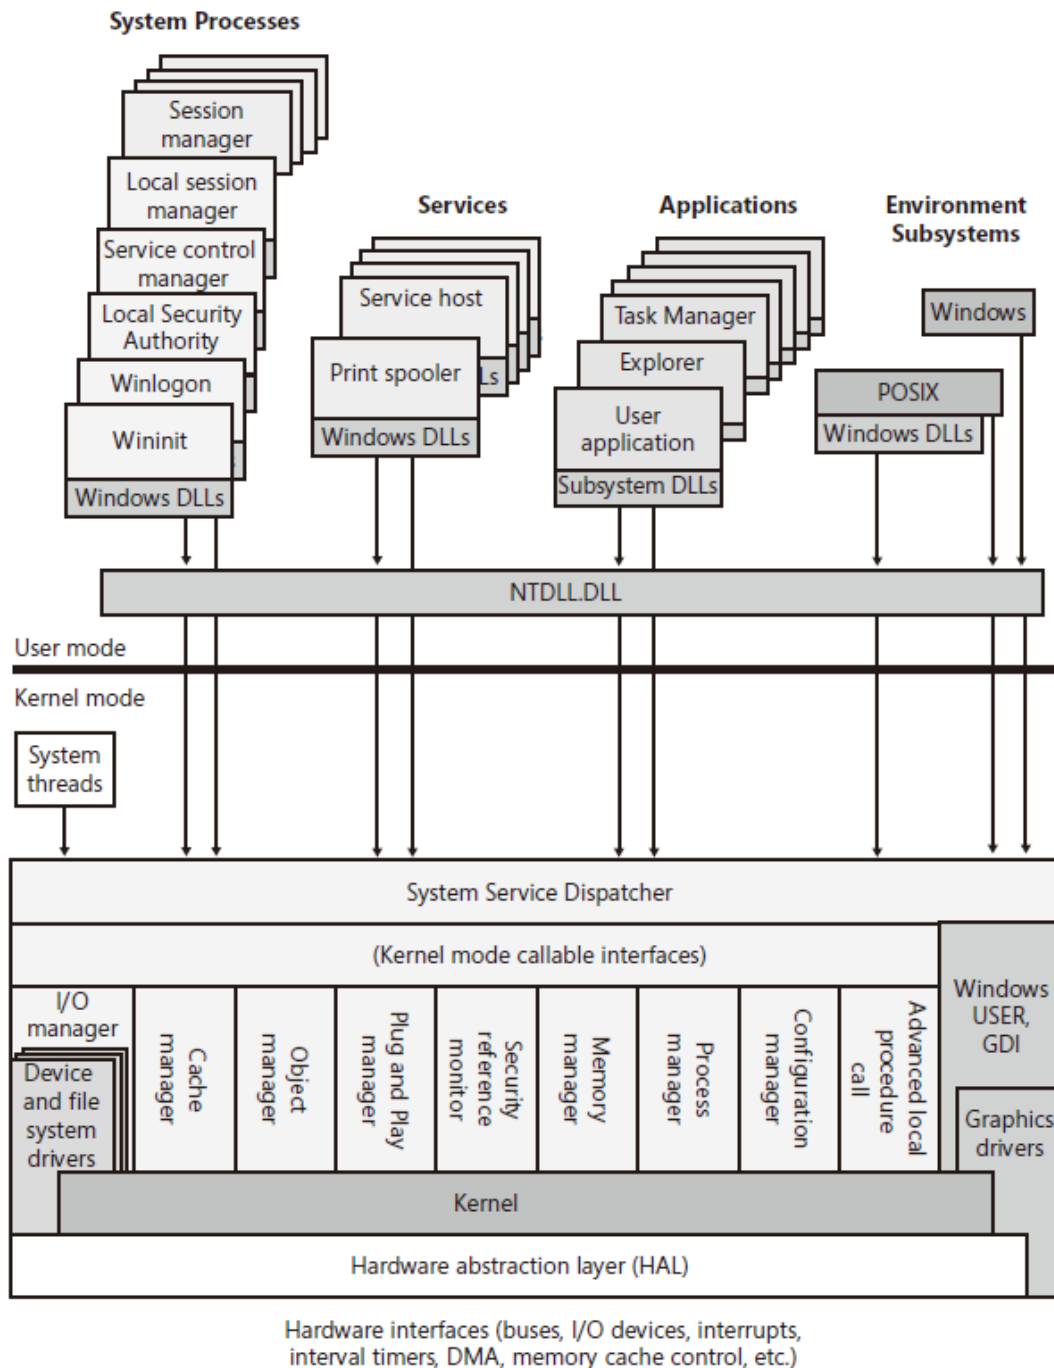 System Processes
Session
manager
Local session
manager
Service control
manager
Local Security
Authority
Winlogon
Wininit
Windows DLLs
Services
Service host
Print spooler
Windows DLLs
Applications
Task Manager
Explorer
User
application
Subsystem DLLs
Environment
Subsystems
Windows
POSIX
Windows DLLs
NTDLL.DLL
User mode
Kernel mode
System
threads
System Service Dispatcher
(Kernel mode callable interfaces)
I/O
manager
Device
and file
system
drivers
Cache
manager
Object
manager
Plug and Play
manager
Security
reference
monitor
Memory
manager
Process
manager
Configuration
manager
Advanced local
procedure
call
Windows
USER,
GDI
Graphics
drivers
Kernel
Hardware abstraction layer (HAL)
Hardware interfaces (buses, I/O devices, interrupts,
interval timers, DMA, memory cache control, etc.)